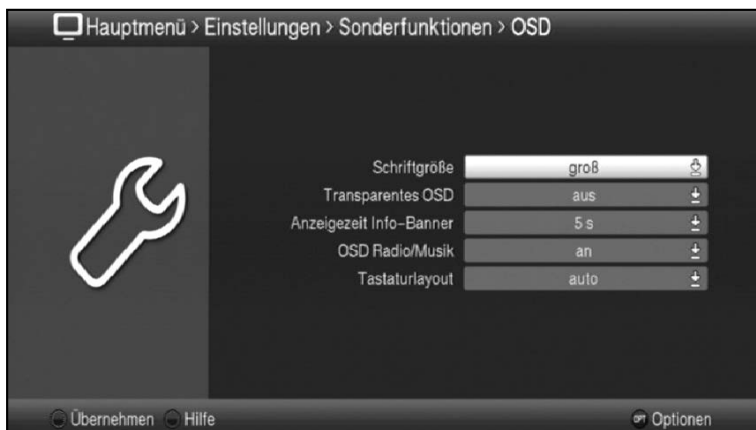 Hauptmenü > Einstellungen > Sonderfunktionen > OSD
Schriftgröße groß
Transparentes OSD aus
Anzeigezeit Info-Banner 5 s
OSD Radio/Musik an
Tastaturlayout auto
Übernehmen Hilfe OPT Optionen